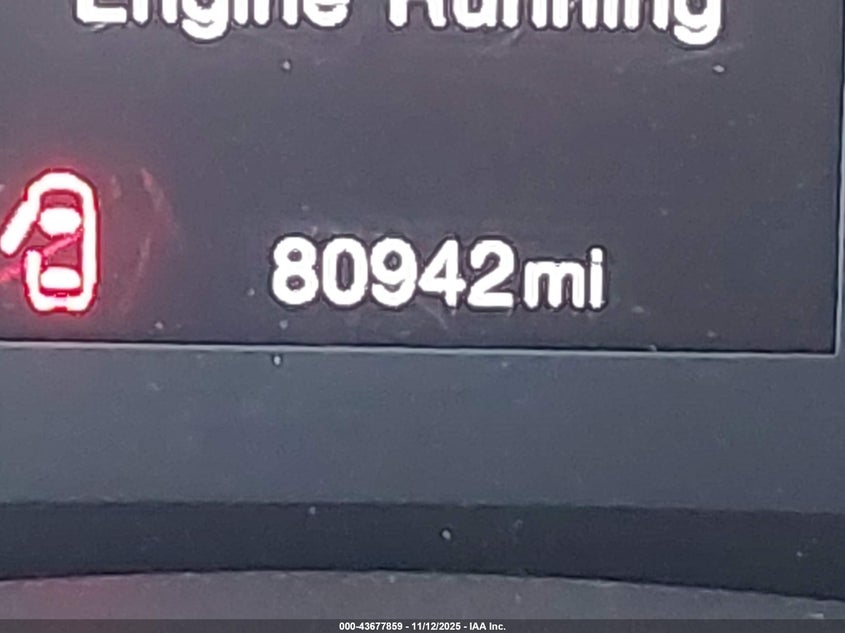 Engine Running
80942mi
000-43677859 - 11/12/2025 - IAA Inc.